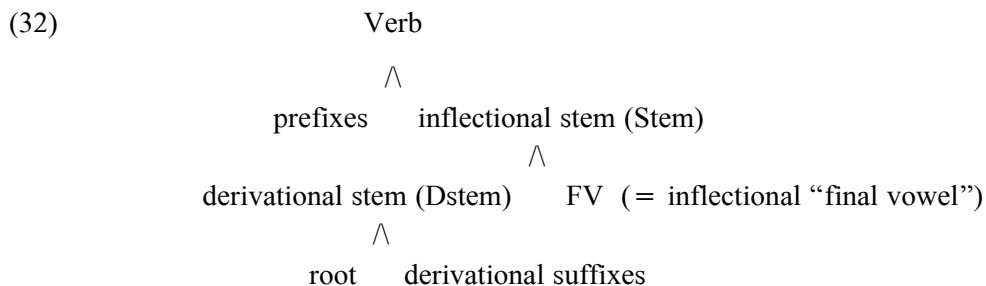 (32) Verb
/\
prefixes inflectional stem (Stem)
/\
derivational stem (Dstem) FV (= inflectional “final vowel”)
/\
root derivational suffixes